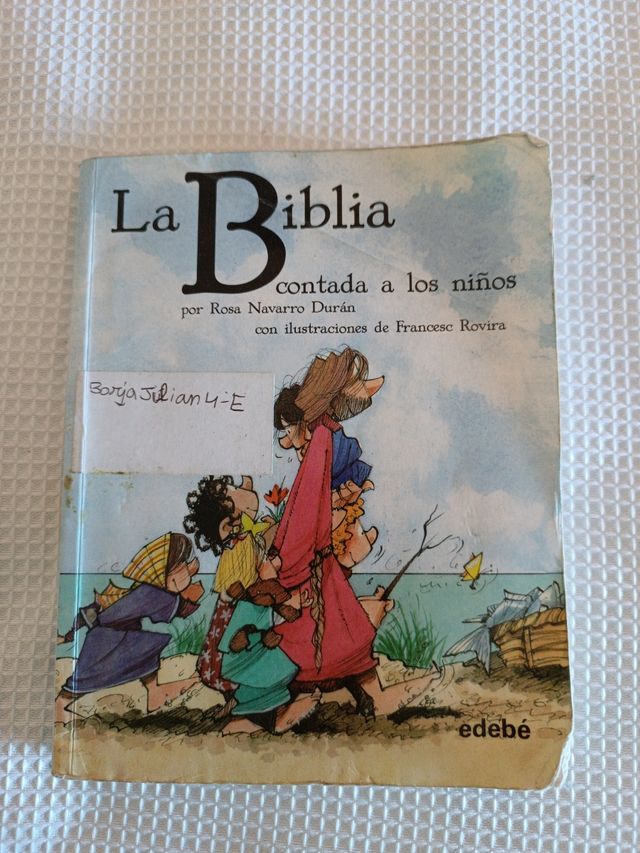 La Biblia
contada a los niños
por Rosa Navarro Durán
con ilustraciones de Francesc Rovira
Borja Julian 4-E
edebé